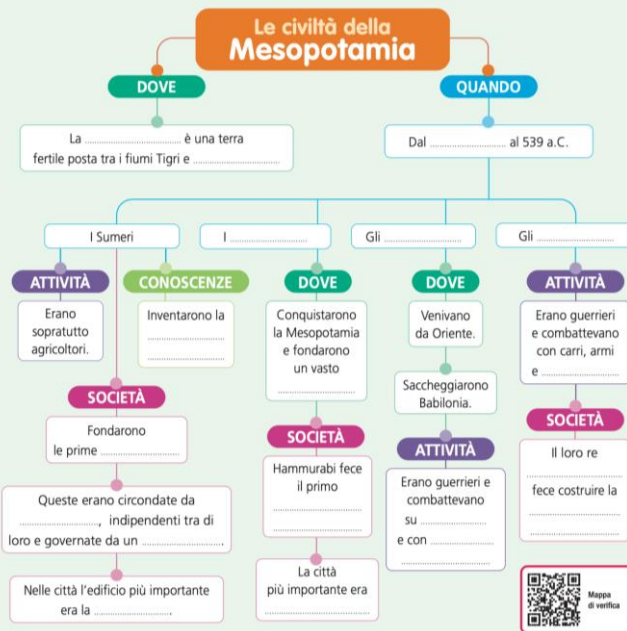 Le civiltà della
Mesopotamia
DOVE
QUANDO
La .............................. è una terra
fertile posta tra i fiumi Tigri e ..............................
Dal ......................... al 539 a.C.
I Sumeri
I .........................
Gli .........................
Gli .........................
ATTIVITÀ
Erano
sopratutto
agricoltori.
CONOSCENZE
Inventarono la
.........................
.........................
SOCIETÀ
Fondarono
le prime .........................
Queste erano circondate da
........................., indipendenti tra di
loro e governate da un ..........................
Nelle città l'edificio più importante
era la ..........................
DOVE
Conquistarono
la Mesopotamia
e fondarono
un vasto
.........................
SOCIETÀ
Hammurabi fece
il primo
.........................
.........................
La città
più importante era
.........................
DOVE
Venivano
da Oriente.
Saccheggiarono
Babilonia.
ATTIVITÀ
Erano guerrieri e
combattevano
su .........................
e con .........................
.........................
ATTIVITÀ
Erano guerrieri
e combattevano
con carri, armi
e .........................
SOCIETÀ
Il loro re
.........................
fece costruire la
.........................
.........................
Mappa
di verifica